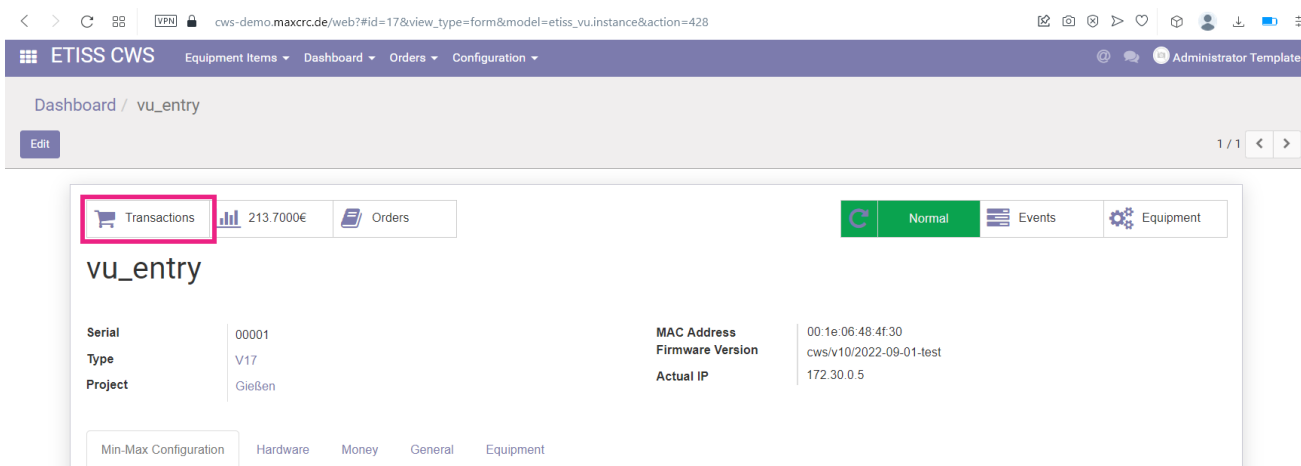 VPN cws-demo.maxcrc.de/web?#id=17&view_type=form&model=etiss_vu.instance&action=428
ETISS CWS Equipment Items Dashboard Orders Configuration @ Administrator Template
Dashboard / vu_entry
Edit 1 / 1
Transactions 213.7000€ Orders Normal Events Equipment
vu_entry
Serial 00001 MAC Address 00:1e:06:48:4f:30
Type V17 Firmware Version cws/v10/2022-09-01-test
Project Gießen Actual IP 172.30.0.5
Min-Max Configuration Hardware Money General Equipment